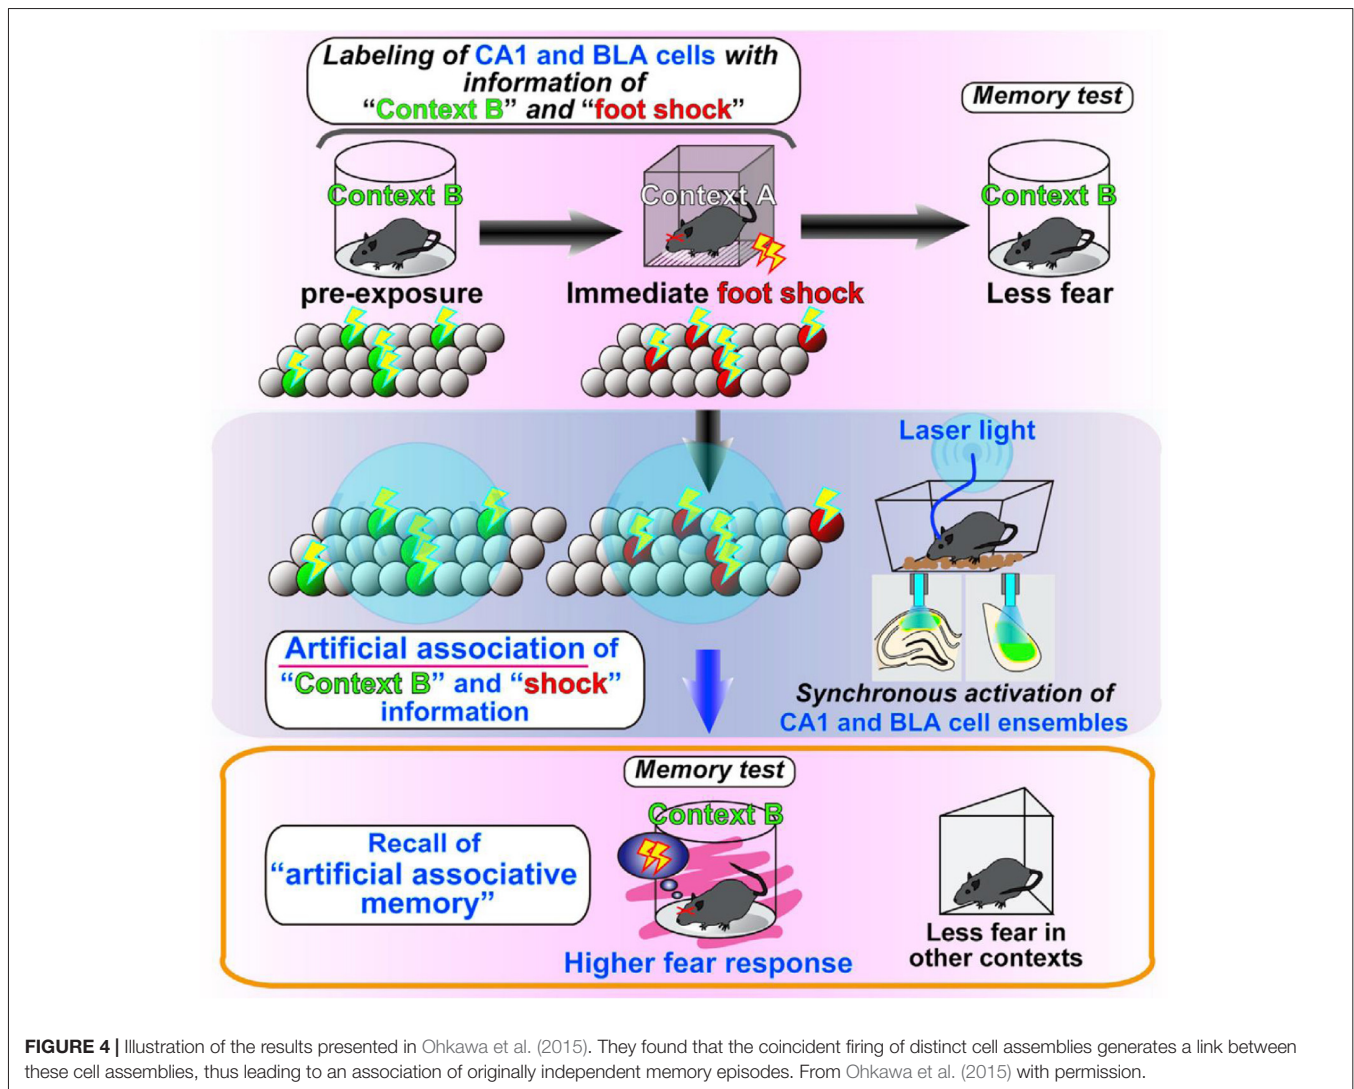 Labeling of CA1 and BLA cells with
information of
“Context B” and “foot shock”
Memory test
Context B
Context A
Context B
pre-exposure
Immediate foot shock
Less fear
Laser light
Artificial association of
“Context B” and “shock”
information
Synchronous activation of
CA1 and BLA cell ensembles
Memory test
Context B
Recall of
“artificial associative
memory”
Higher fear response
Less fear in
other contexts
FIGURE 4 | Illustration of the results presented in Ohkawa et al. (2015). They found that the coincident firing of distinct cell assemblies generates a link between
these cell assemblies, thus leading to an association of originally independent memory episodes. From Ohkawa et al. (2015) with permission.